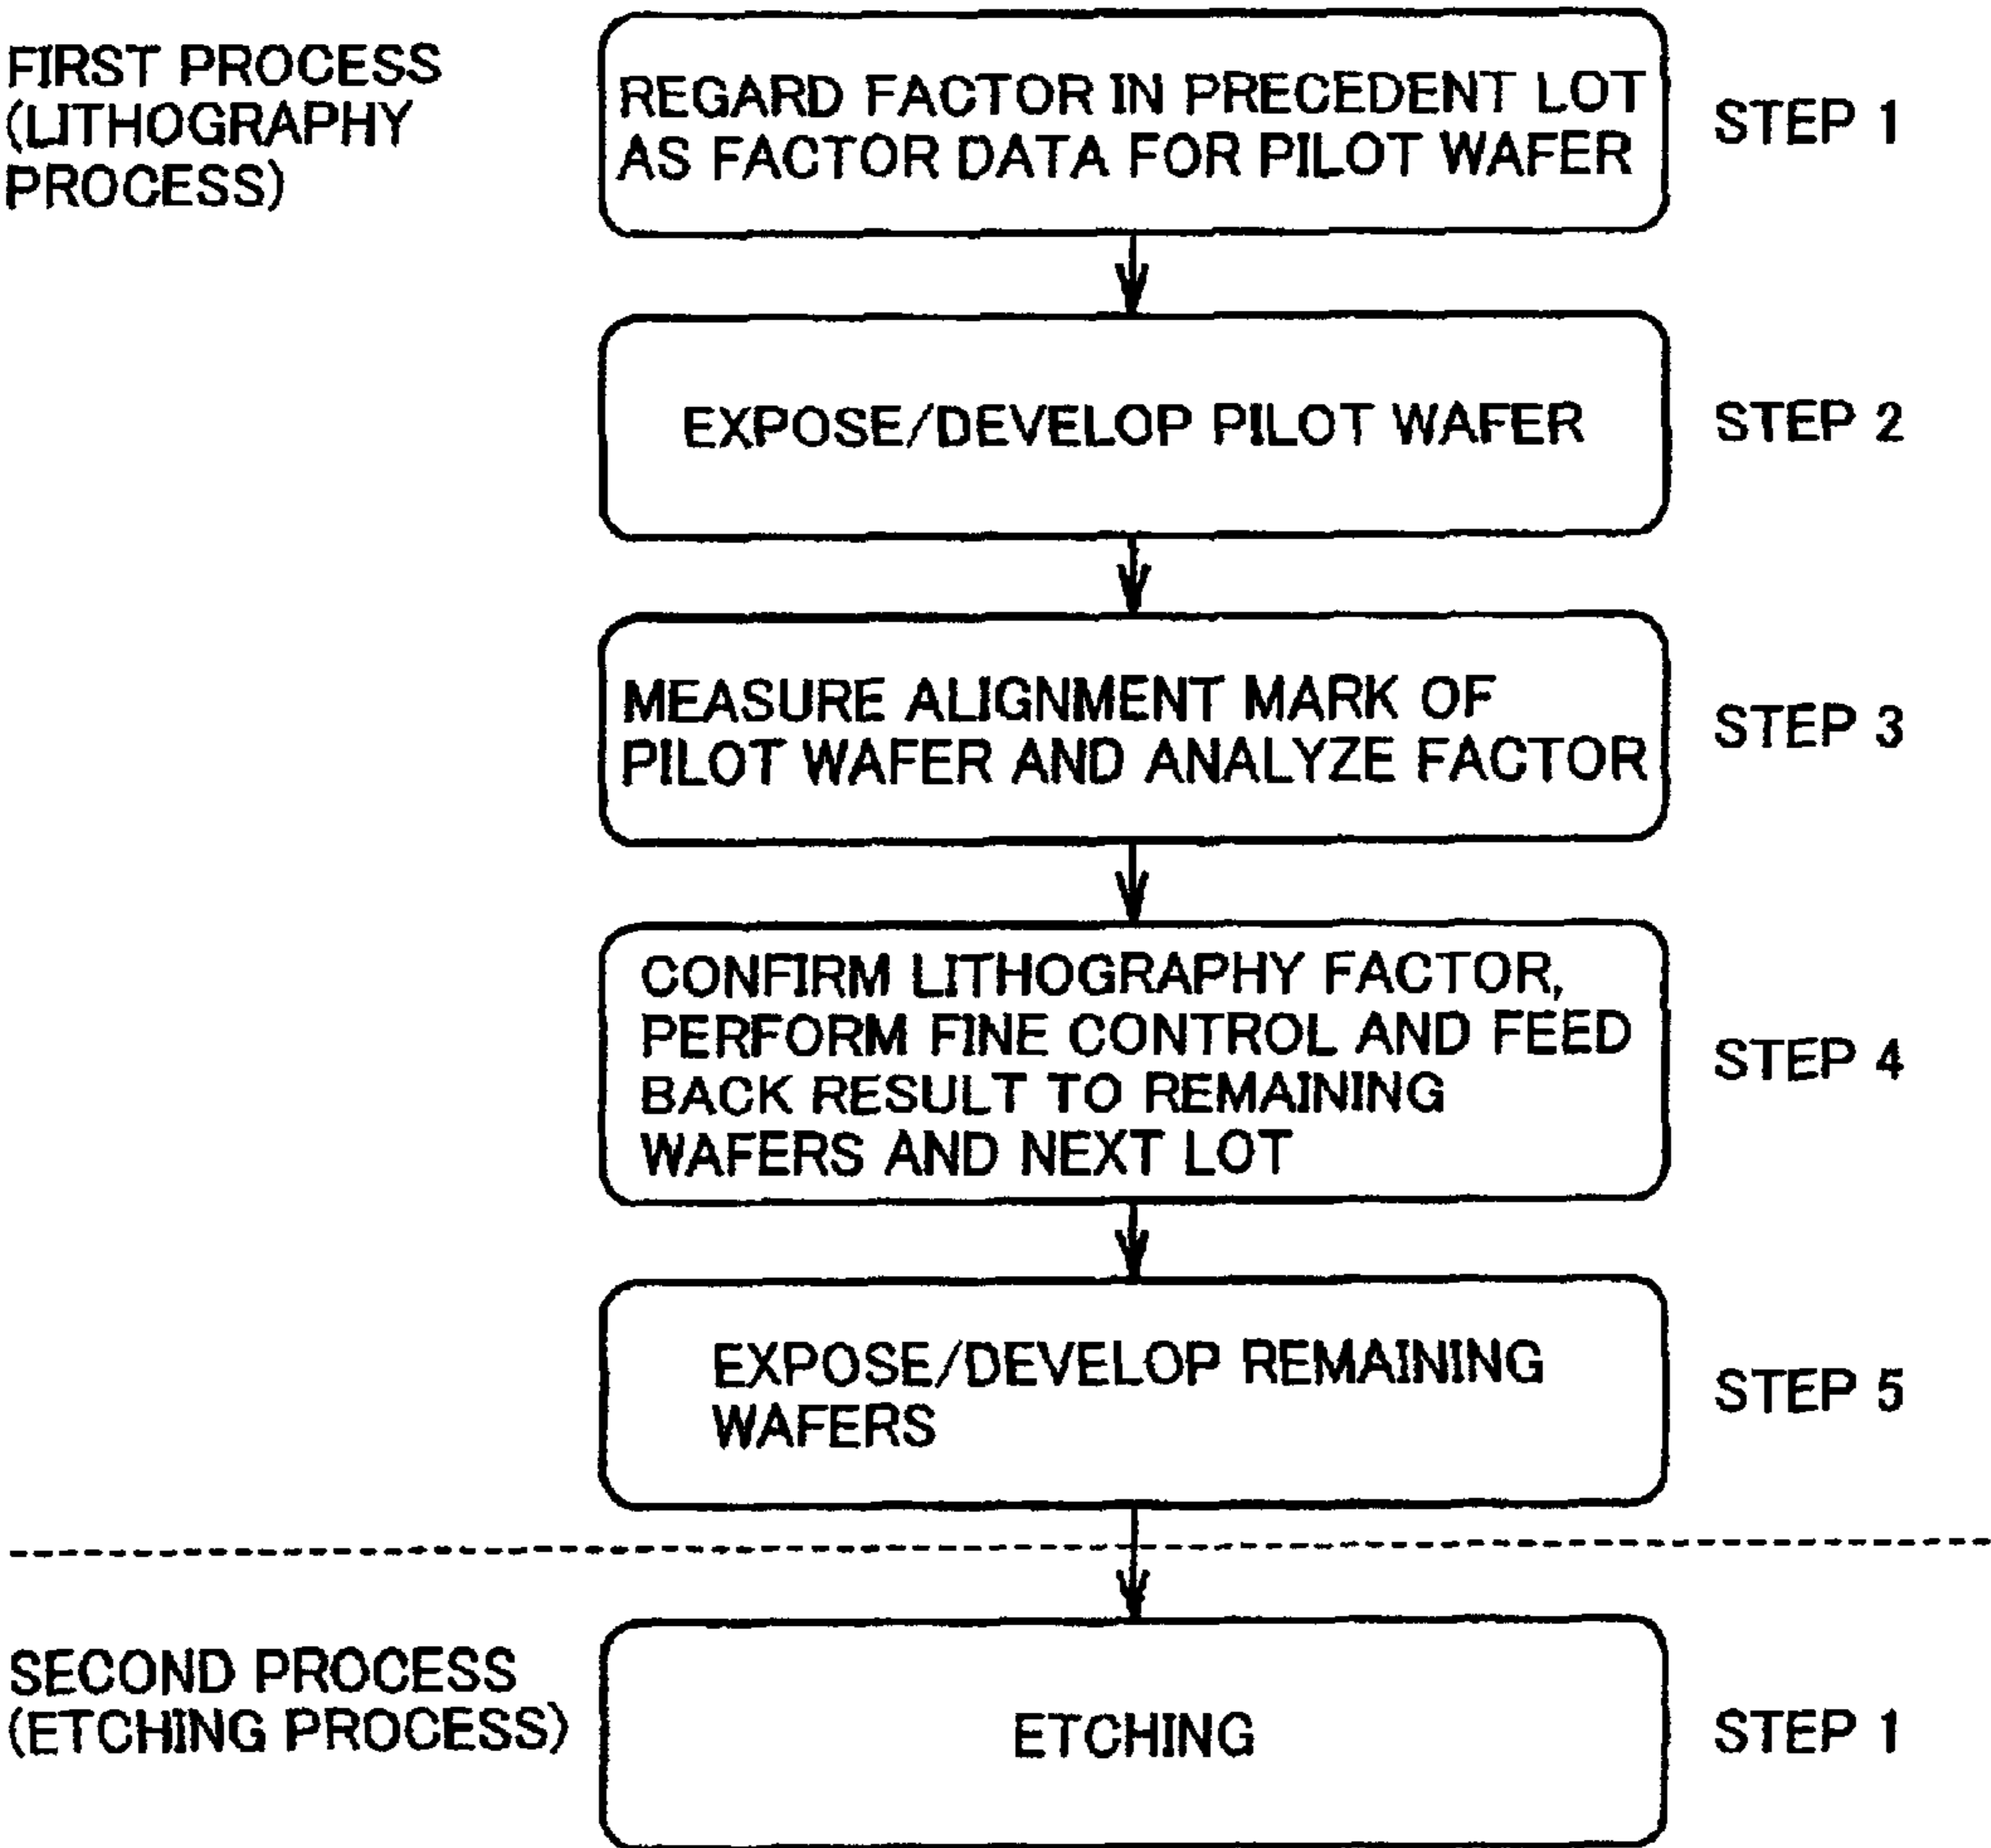 FIRST PROCESS
(LITHOGRAPHY
PROCESS)
REGARD FACTOR IN PRECEDENT LOT
AS FACTOR DATA FOR PILOT WAFER
STEP 1
EXPOSE/DEVELOP PILOT WAFER
STEP 2
MEASURE ALIGNMENT MARK OF
PILOT WAFER AND ANALYZE FACTOR
STEP 3
CONFIRM LITHOGRAPHY FACTOR,
PERFORM FINE CONTROL AND FEED
BACK RESULT TO REMAINING
WAFERS AND NEXT LOT
STEP 4
EXPOSE/DEVELOP REMAINING
WAFERS
STEP 5
SECOND PROCESS
(ETCHING PROCESS)
ETCHING
STEP 1